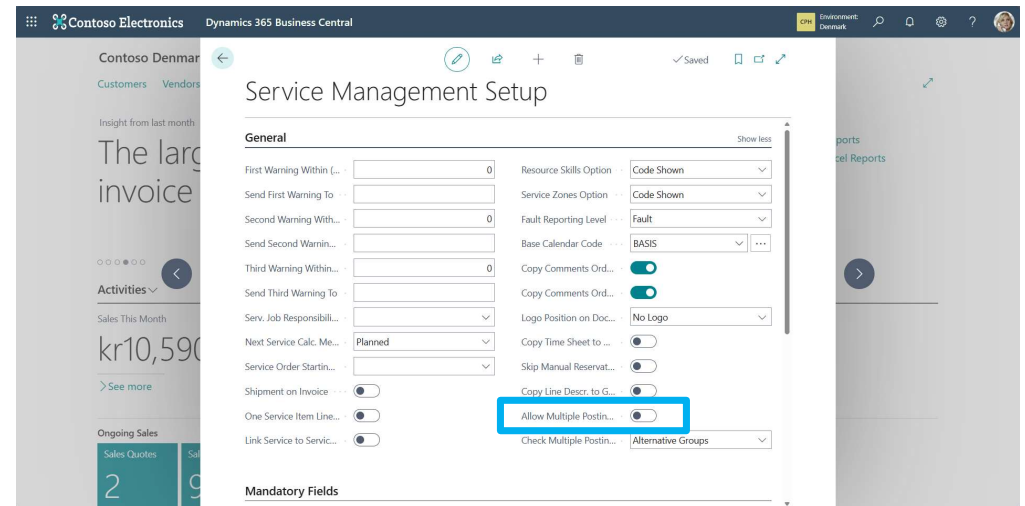 Contoso Electronics Dynamics 365 Business Central CPH Environment: Denmark ?
Contoso Denmar
Customers Vendors
Insight from last month
The larg
invoice
Activities
Sales This Month
kr10,590
See more
Ongoing Sales
Sales Quotes Sal
2 9
ports
cel Reports
Saved
Service Management Setup
General Show less
First Warning Within (... 0 Resource Skills Option Code Shown
Send First Warning To Service Zones Option Code Shown
Second Warning With... 0 Fault Reporting Level Fault
Send Second Warnin... Base Calendar Code BASIS ...
Third Warning Within... 0 Copy Comments Ord...
Send Third Warning To Copy Comments Ord...
Serv. Job Responsibili... Logo Position on Doc... No Logo
Next Service Calc. Me... Planned Copy Time Sheet to ...
Service Order Startin... Skip Manual Reservat...
Shipment on Invoice Copy Line Descr. to G...
One Service Item Line... Allow Multiple Postin...
Link Service to Servic... Check Multiple Postin... Alternative Groups
Mandatory Fields